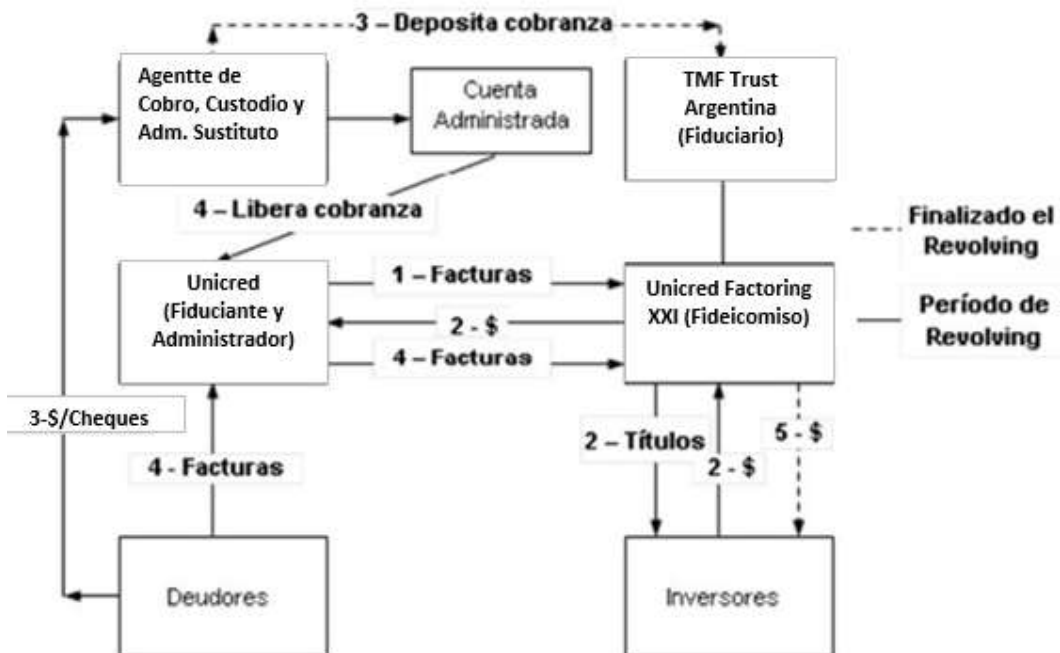 3 – Deposita cobranza
Agentte de
Cobro, Custodio y
Adm. Sustituto
Cuenta
Administrada
TMF Trust
Argentina
(Fiduciario)
4 – Libera cobranza
Finalizado el
Revolving
Unicred
(Fiduciante y
Administrador)
1 – Facturas
2 - $
4 – Facturas
Unicred Factoring
XXI (Fideicomiso)
Período de
Revolving
3-$/Cheques
4 - Facturas
2 – Títulos
2 - $
5 - $
Deudores
Inversores